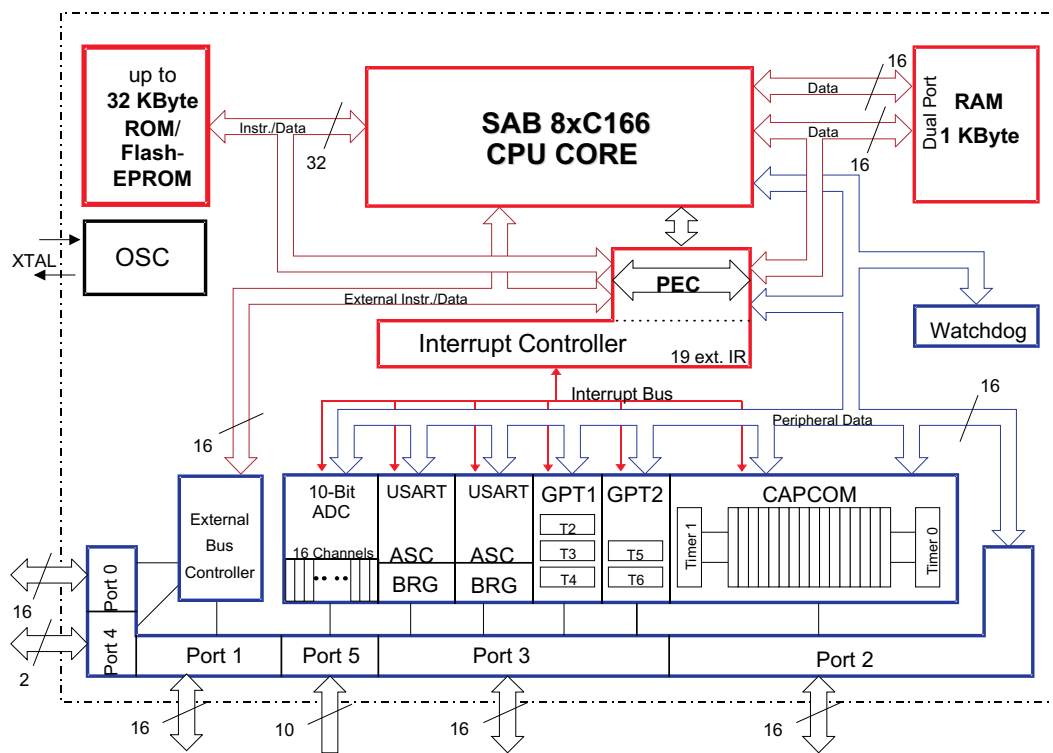 up to
32 KByte
ROM/
Flash-
EPROM
Instr./Data
32
SAB 8xC166
CPU CORE
16
Data
Data
16
Dual Port
RAM
1 KByte
XTAL
OSC
External Instr./Data
PEC
Interrupt Controller
19 ext. IR
Watchdog
Interrupt Bus
16
Peripheral Data
16
External
Bus
Controller
10-Bit
ADC
16 Channels
USART
ASC
BRG
USART
ASC
BRG
GPT1
T2
T3
T4
GPT2
T5
T6
CAPCOM
Timer 1
Timer 0
16
Port 0
2
Port 4
Port 1
Port 5
Port 3
Port 2
16
10
16
16